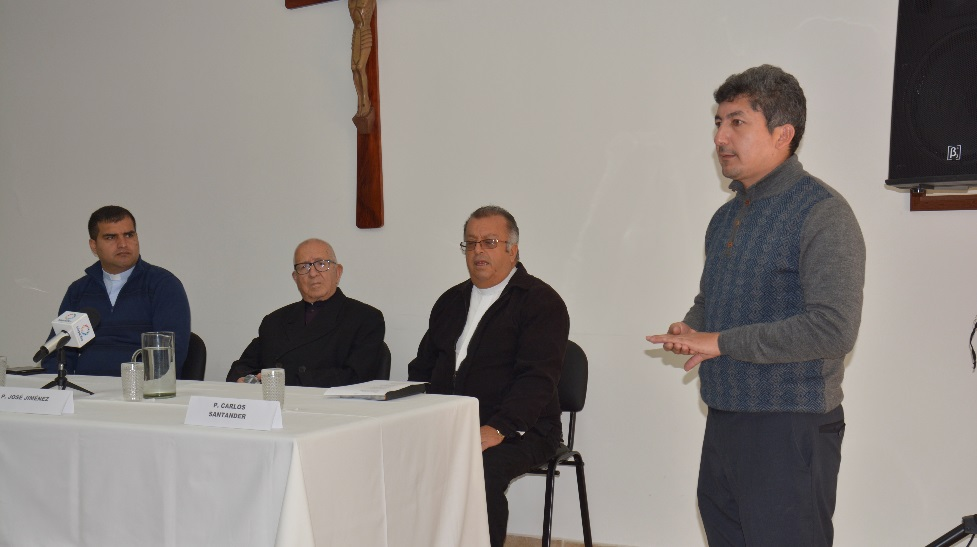 P. JOSÉ JIMÉNEZ
P. CARLOS
SANTANDER
[β]